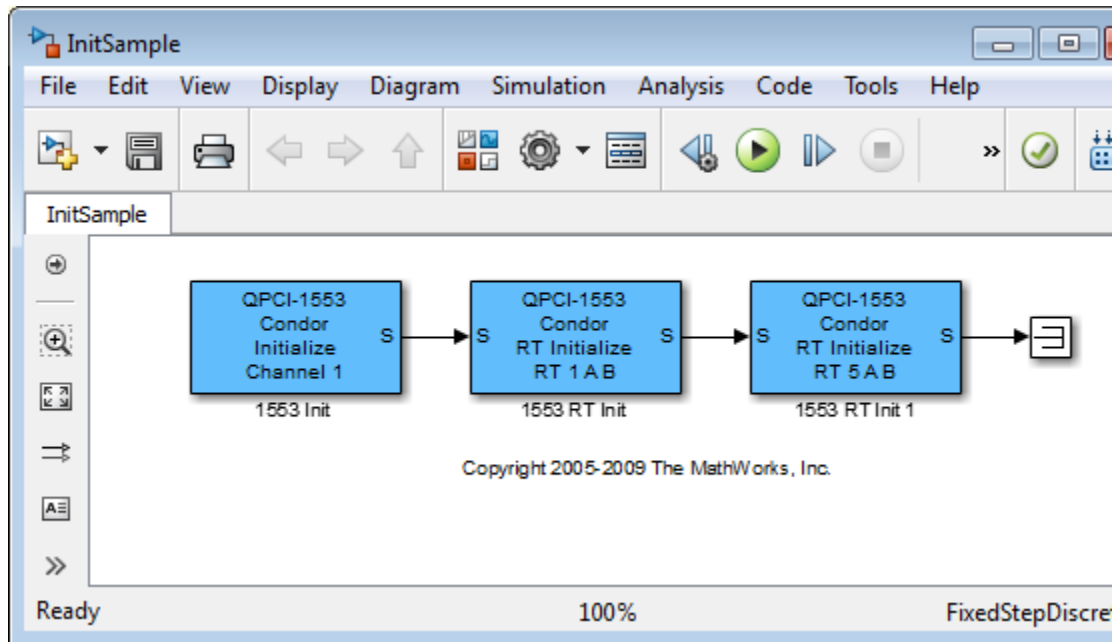 InitSample
File Edit View Display Diagram Simulation Analysis Code Tools Help
InitSample
QPCI-1553
Condor
Initialize
Channel 1
S
1553 Init
S
QPCI-1553
Condor
RT Initialize
RT 1 A B
S
1553 RT Init
S
QPCI-1553
Condor
RT Initialize
RT 5 A B
S
1553 RT Init 1
Copyright 2005-2009 The MathWorks, Inc.
A
Ready 100% FixedStepDiscre